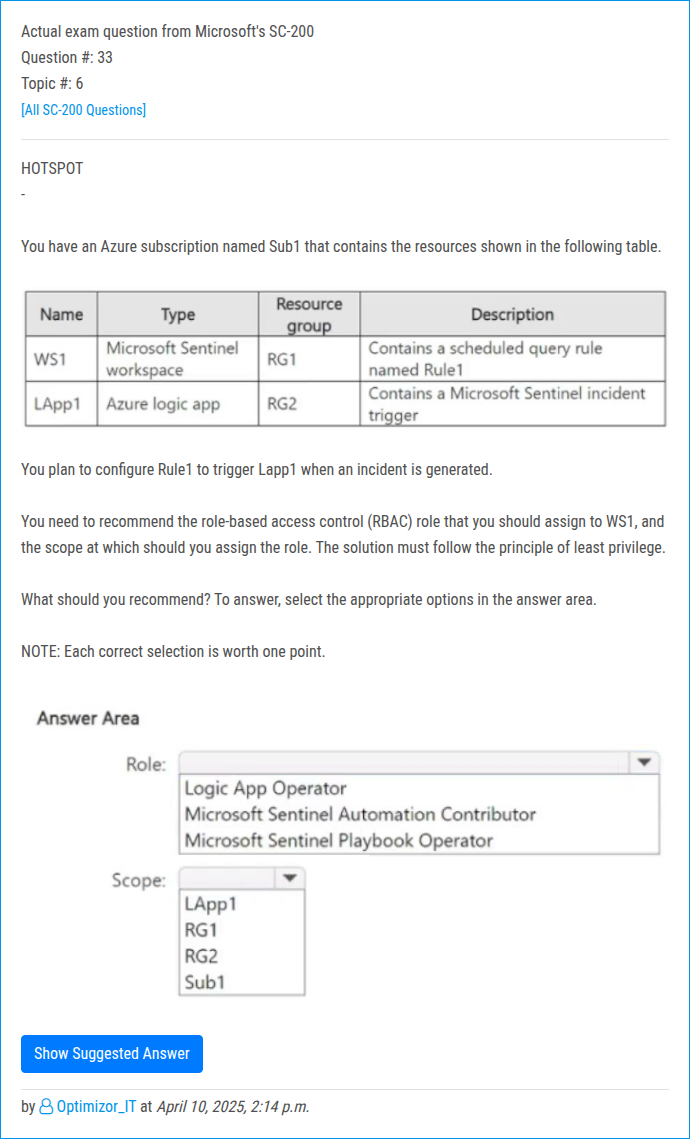 Actual exam question from Microsoft's SC-200
Question #: 33
Topic #: 6
[All SC-200 Questions]
HOTSPOT
-
You have an Azure subscription named Sub1 that contains the resources shown in the following table.
Name Type Resource group Description
WS1 Microsoft Sentinel workspace RG1 Contains a scheduled query rule named Rule1
LApp1 Azure logic app RG2 Contains a Microsoft Sentinel incident trigger
You plan to configure Rule1 to trigger Lapp1 when an incident is generated.
You need to recommend the role-based access control (RBAC) role that you should assign to WS1, and
the scope at which should you assign the role. The solution must follow the principle of least privilege.
What should you recommend? To answer, select the appropriate options in the answer area.
NOTE: Each correct selection is worth one point.
Answer Area
Role:
Logic App Operator
Microsoft Sentinel Automation Contributor
Microsoft Sentinel Playbook Operator
Scope:
LApp1
RG1
RG2
Sub1
Show Suggested Answer
by Optimizor_IT at April 10, 2025, 2:14 p.m.